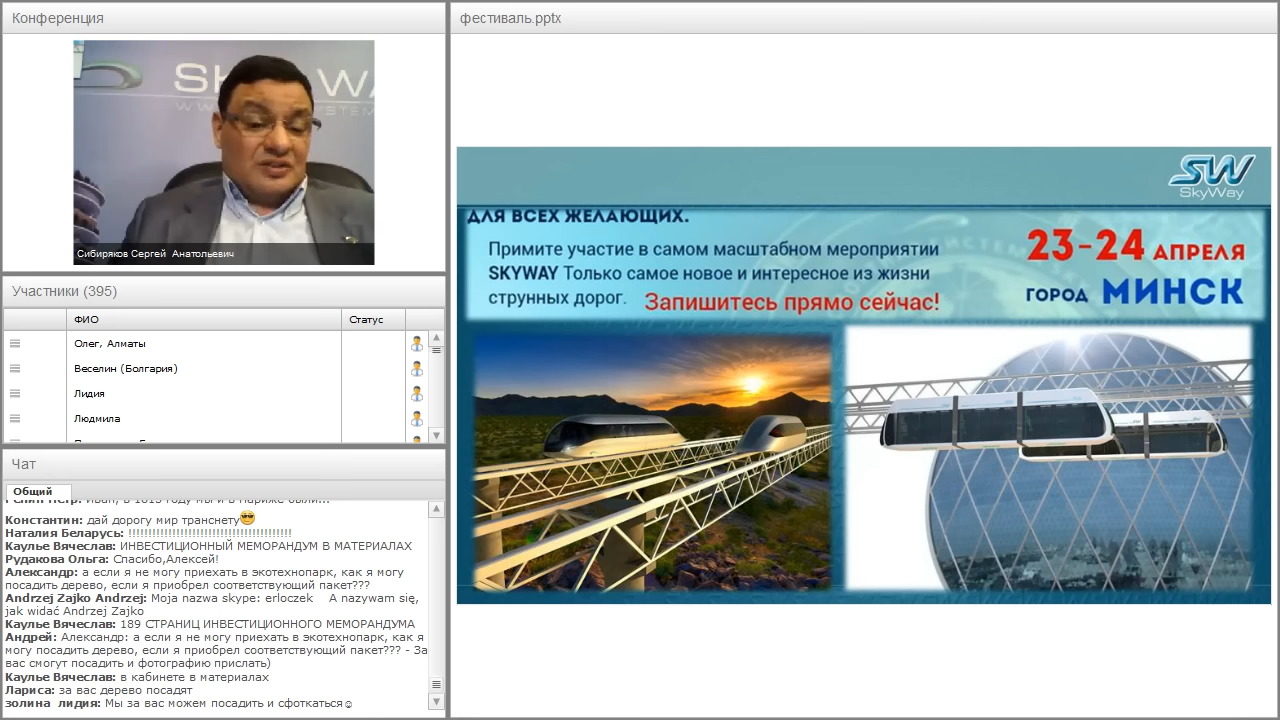 Конференция
SKYWAY
Сибиряков Сергей Анатольевич
Участники (395)
ФИО
Статус
Олег, Алматы
Веселин (Болгария)
Лидия
Людмила
Чат
Общий
Константин: дай дорогу мир транснету
Наталия Беларусь: !!!!!!!!!!!!!!!!!!!!!!!!!!!!!!!!!!!!!!!!!
Каулье Вячеслав: ИНВЕСТИЦИОННЫЙ МЕМОРАНДУМ В МАТЕРИАЛАХ
Рудакова Ольга: Спасибо,Алексей!
Александр: а если я не могу приехать в экотехнопарк, как я могу
посадить дерево, если я приобрел соответствующий пакет???
Andrzej Zajko Andrzej: Moja nazwa skype: erloczek A nazywam się,
jak widać Andrzej Zajko
Каулье Вячеслав: 189 СТРАНИЦ ИНВЕСТИЦИОННОГО МЕМОРАНДУМА
Андрей: Александр: а если я не могу приехать в экотехнопарк, как я
могу посадить дерево, если я приобрел соответствующий пакет??? - За
вас смогут посадить и фотографию прислать)
Каулье Вячеслав: в кабинете в материалах
Лариса: за вас дерево посадят
золина лидия: Мы за вас можем посадить и сфоткаться
фестиваль.pptx
SW
SkyWay
ДЛЯ ВСЕХ ЖЕЛАЮЩИХ.
Примите участие в самом масштабном мероприятии
SKYWAY Только самое новое и интересное из жизни
струнных дорог. Запишитесь прямо сейчас!
23-24 АПРЕЛЯ
ГОРОД МИНСК